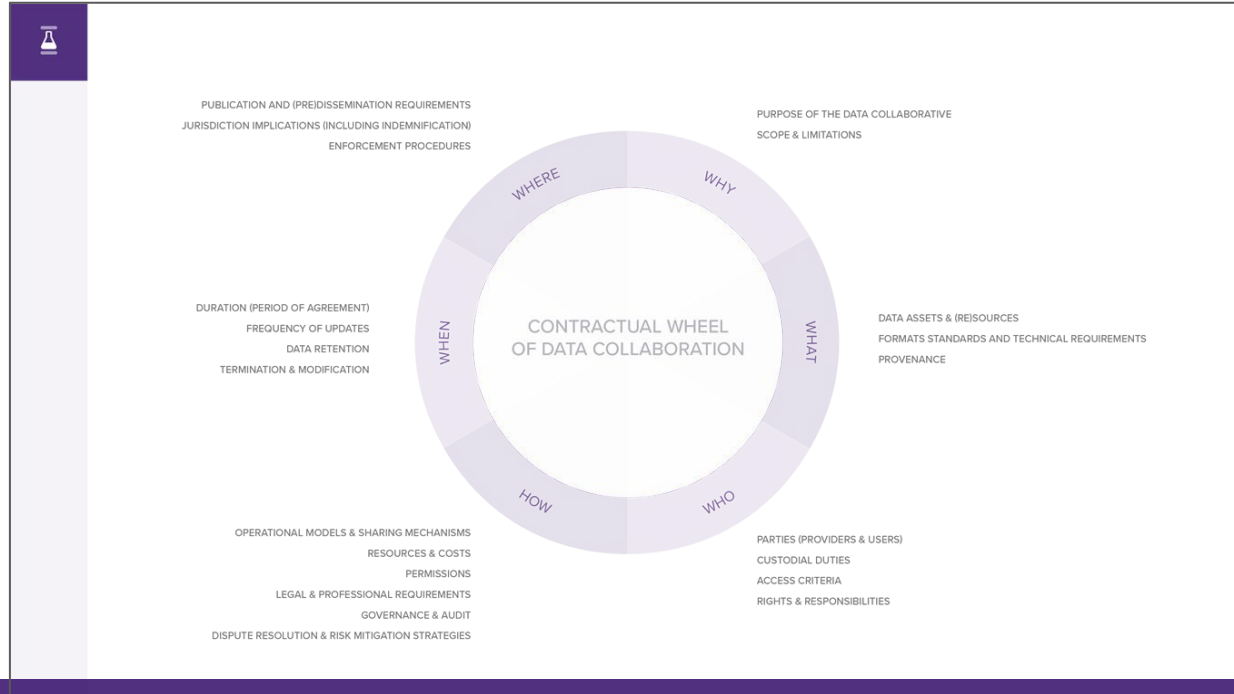 PUBLICATION AND (PRE)DISSEMINATION REQUIREMENTS
JURISDICTION IMPLICATIONS (INCLUDING INDEMNIFICATION)
ENFORCEMENT PROCEDURES
WHERE
WHY
PURPOSE OF THE DATA COLLABORATIVE
SCOPE & LIMITATIONS
DURATION (PERIOD OF AGREEMENT)
FREQUENCY OF UPDATES
DATA RETENTION
TERMINATION & MODIFICATION
WHEN
CONTRACTUAL WHEEL
OF DATA COLLABORATION
WHAT
DATA ASSETS & (RE)SOURCES
FORMATS STANDARDS AND TECHNICAL REQUIREMENTS
PROVENANCE
HOW
OPERATIONAL MODELS & SHARING MECHANISMS
RESOURCES & COSTS
PERMISSIONS
LEGAL & PROFESSIONAL REQUIREMENTS
GOVERNANCE & AUDIT
DISPUTE RESOLUTION & RISK MITIGATION STRATEGIES
WHO
PARTIES (PROVIDERS & USERS)
CUSTODIAL DUTIES
ACCESS CRITERIA
RIGHTS & RESPONSIBILITIES